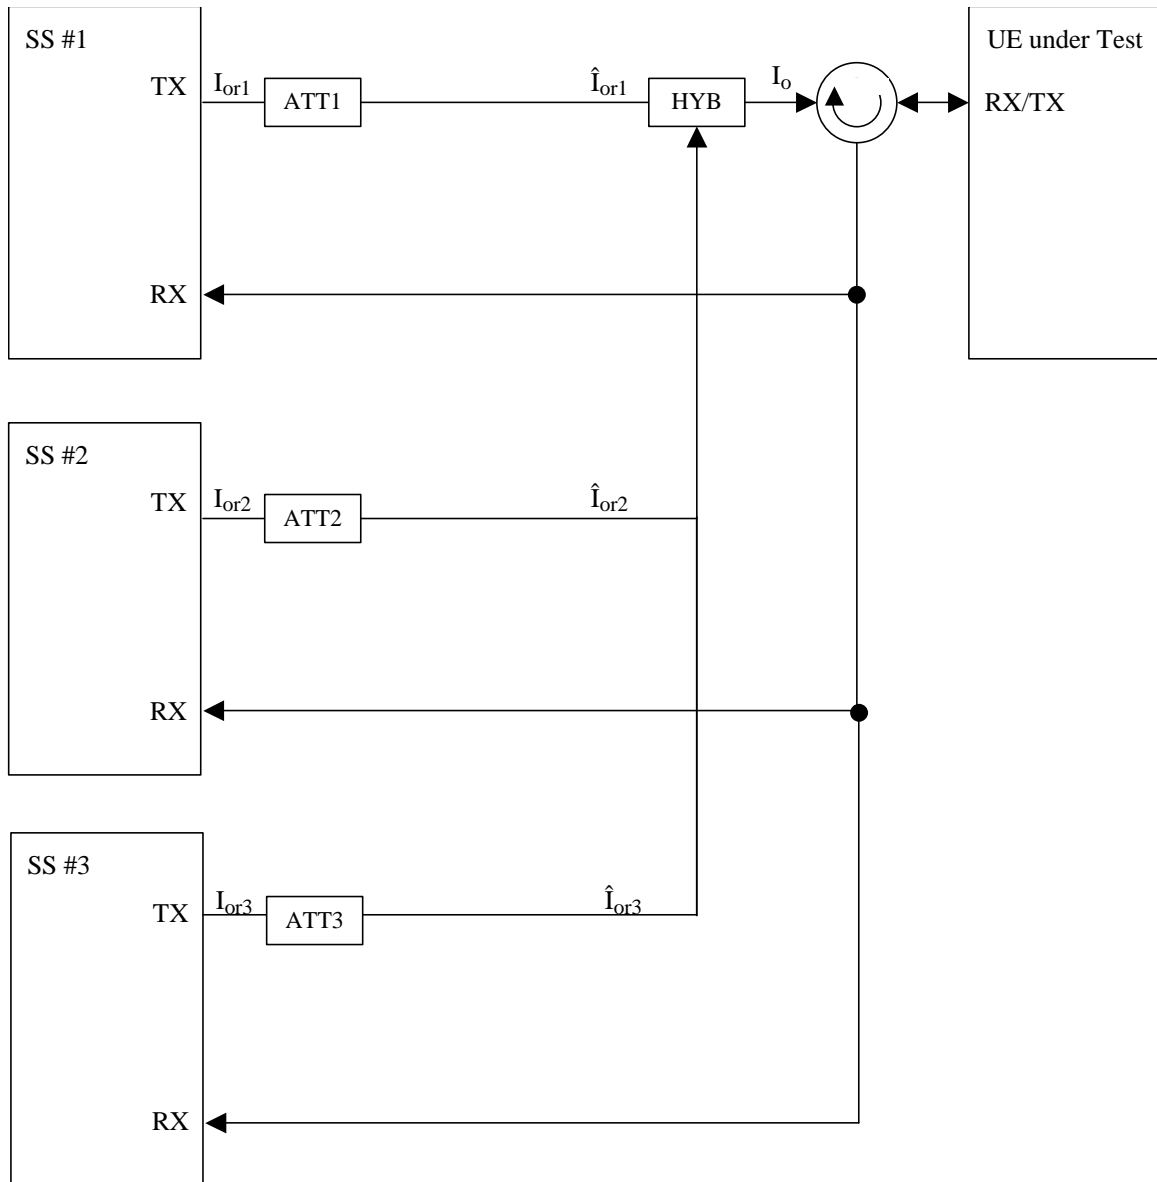 SS #1
UE under Test
TX
Ior1
ATT1
Îor1
HYB
Io
RX/TX
RX
SS #2
TX
Ior2
ATT2
Îor2
RX
SS #3
TX
Ior3
ATT3
Îor3
RX